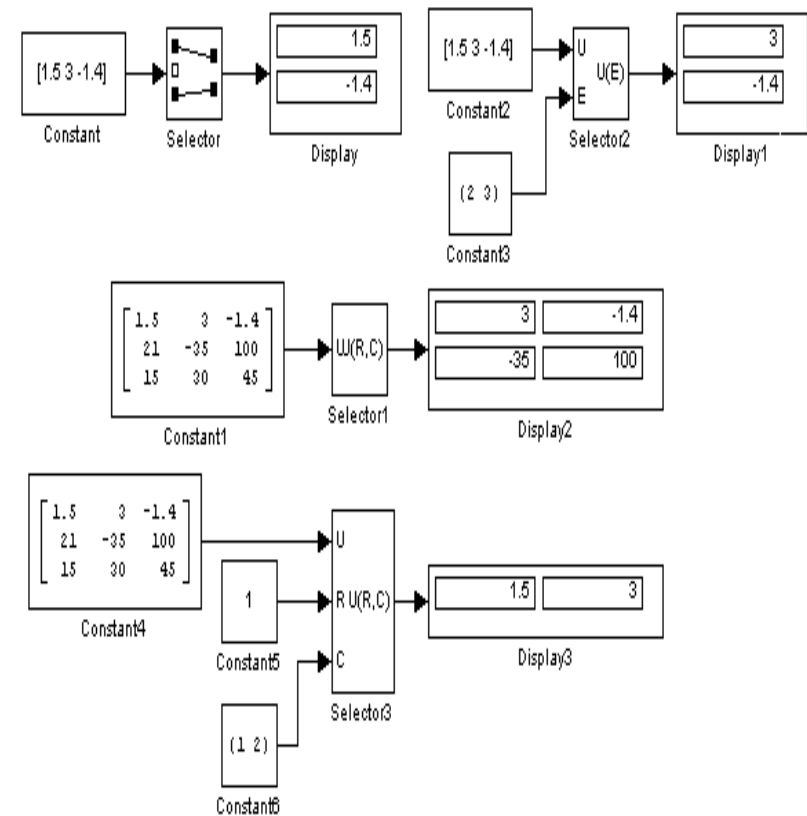 [1.5 3 -1.4]
Constant
Selector
1.5
-1.4
Display
[1.5 3 -1.4]
Constant2
U
U(E)
E
Selector2
3
-1.4
Display1
(2 3)
Constant3
1.5 3 -1.4
21 -35 100
15 30 45
Constant1
U(R,C)
Selector1
3 -1.4
-35 100
Display2
1.5 3 -1.4
21 -35 100
15 30 45
Constant4
1
Constant5
(1 2)
Constant6
U
R U(R,C)
C
Selector3
1.5 3
Display3